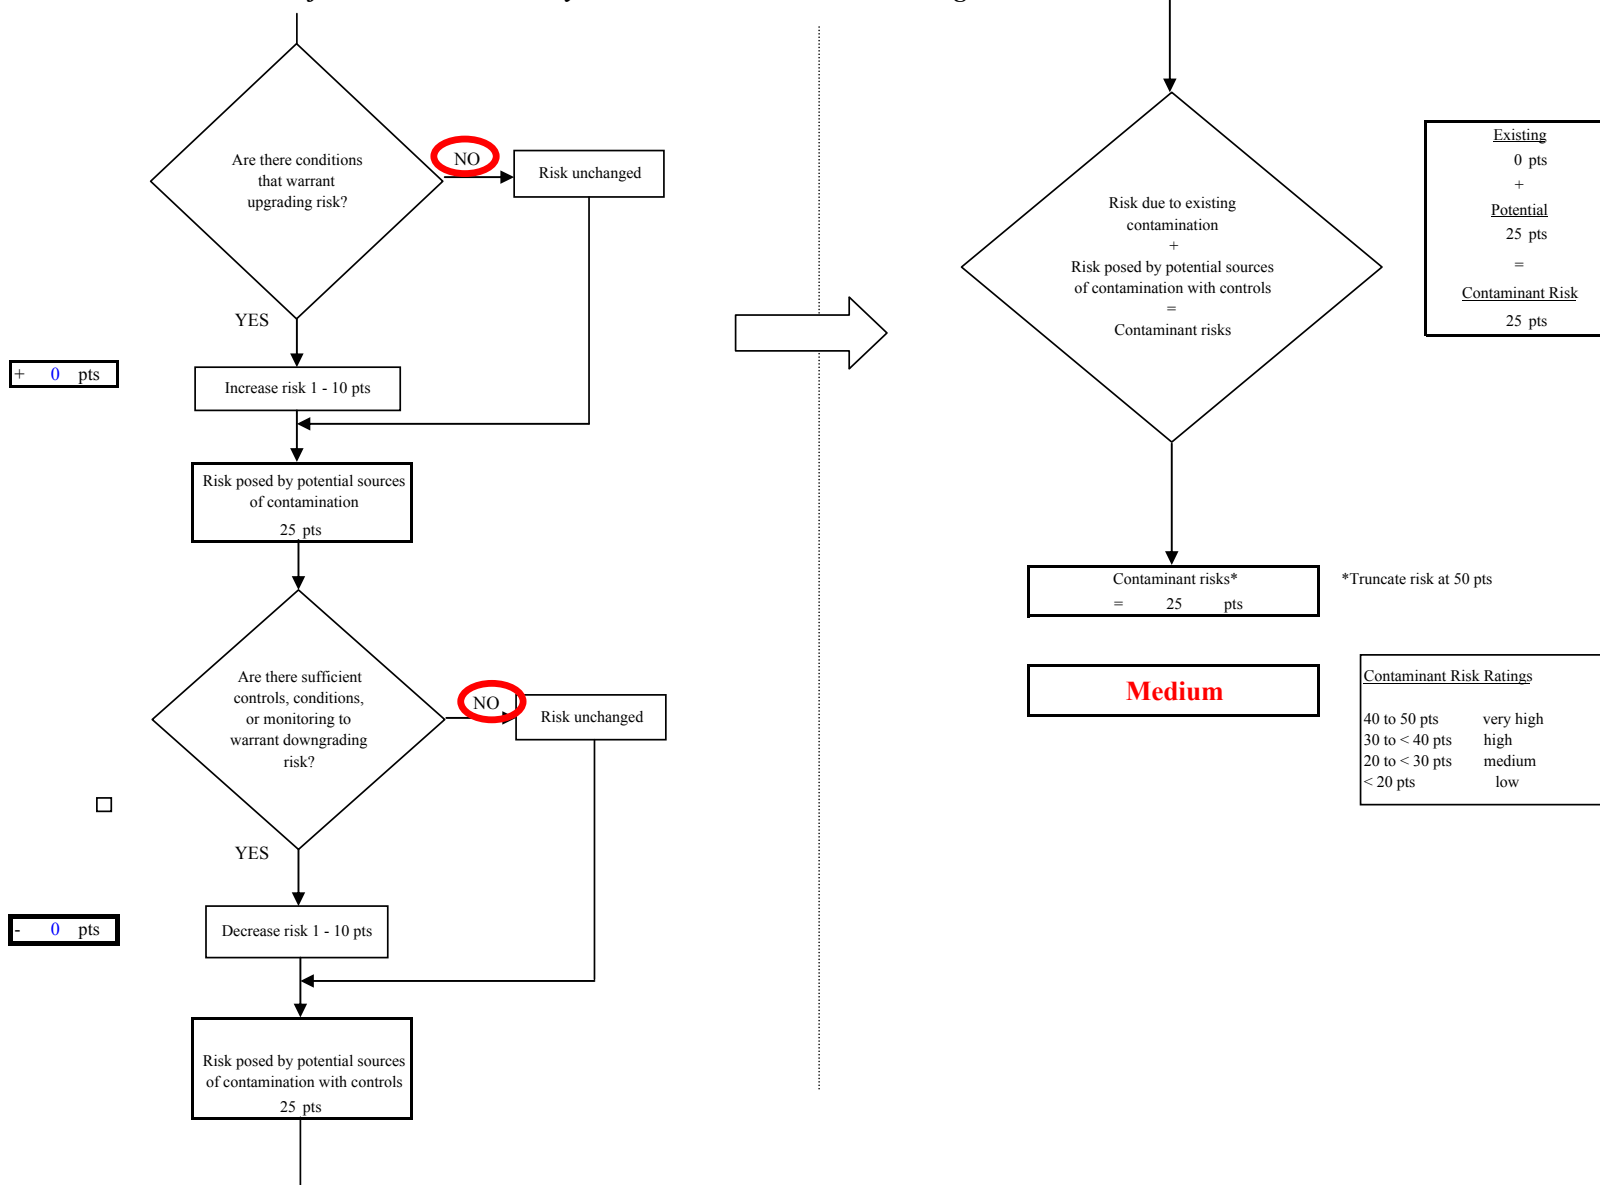 Are there conditions
that warrant
upgrading risk?
NO
Risk unchanged
YES
+ 0 pts
Increase risk 1 - 10 pts
Risk posed by potential sources
of contamination
25 pts
Are there sufficient
controls, conditions,
or monitoring to
warrant downgrading
risk?
NO
Risk unchanged
YES
- 0 pts
Decrease risk 1 - 10 pts
Risk posed by potential sources
of contamination with controls
25 pts
Risk due to existing
contamination
+
Risk posed by potential sources
of contamination with controls
=
Contaminant risks
Existing
0 pts
+
Potential
25 pts
=
Contaminant Risk
25 pts
Contaminant risks*
= 25 pts
*Truncate risk at 50 pts
Medium
Contaminant Risk Ratings
40 to 50 pts very high
30 to < 40 pts high
20 to < 30 pts medium
< 20 pts low